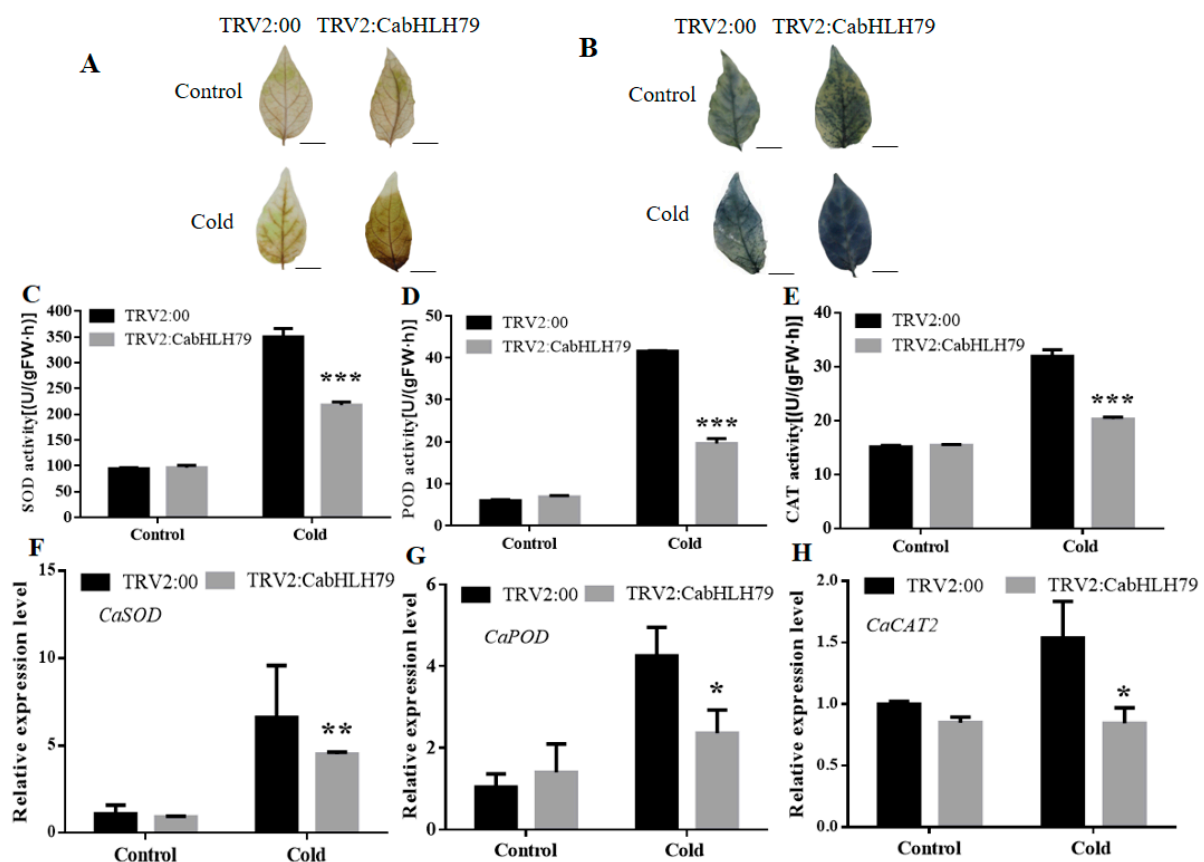 TRV2:00 TRV2:CabHLH79
A
Control
Cold
TRV2:00 TRV2:CabHLH79
B
Control
Cold
C
SOD activity[(U/(gFW·h)]
400
350
300
250
200
150
100
50
0
TRV2:00
TRV2:CabHLH79
***
Control Cold
D
POD activity[U/(gFW·h)]
50
40
30
20
10
0
TRV2:00
TRV2:CabHLH79
***
Control Cold
E
CAT activity[(U/(gFW·h)]
40
30
20
10
0
TRV2:00
TRV2:CabHLH79
***
Control Cold
F
Relative expression level
15
10
5
0
TRV2:00 TRV2:CabHLH79
CaSOD
**
Control Cold
G
Relative expression level
6
4
2
0
TRV2:00 TRV2:CabHLH79
CaPOD
*
Control Cold
H
Relative expression level
2.0
1.5
1.0
0.5
0.0
TRV2:00 TRV2:CabHLH79
CaCAT2
*
Control Cold